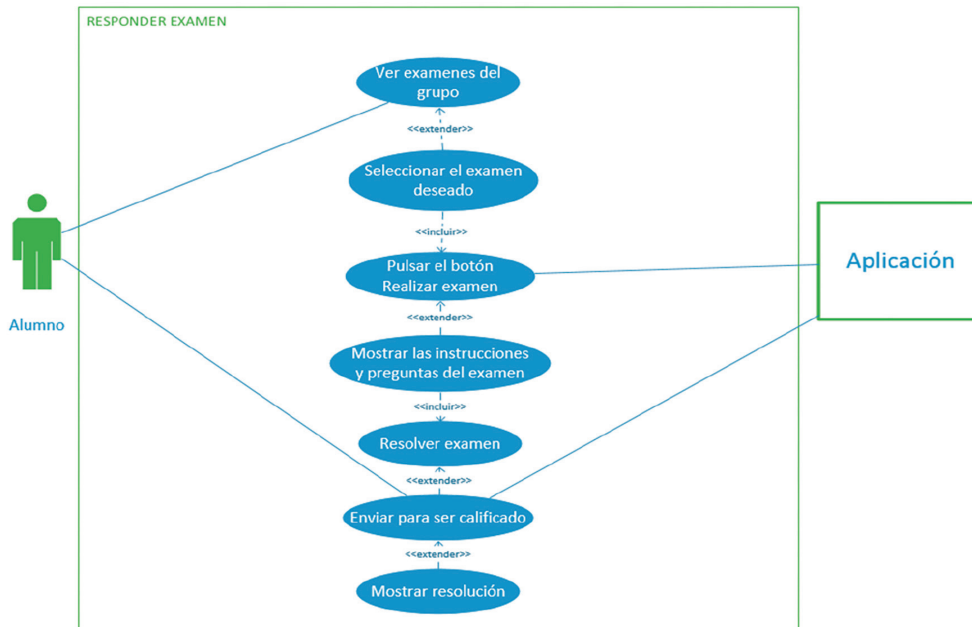 RESPONDER EXAMEN
Ver examenes del
grupo
<<extender>>
Seleccionar el examen
deseado
<<incluir>>
Pulsar el botón
Realizar examen
<<extender>>
Mostrar las instrucciones
y preguntas del examen
<<incluir>>
Resolver examen
<<extender>>
Enviar para ser calificado
<<extender>>
Mostrar resolución
Alumno
Aplicación